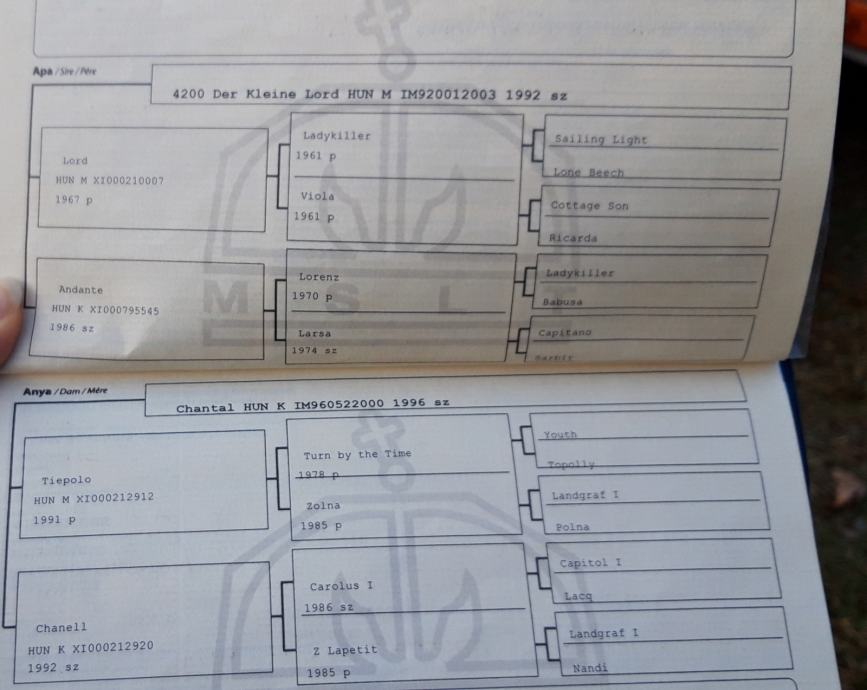 Apa / Sire / Père
4200 Der Kleine Lord HUN M IM920012003 1992 sz
Lord
HUN M XI000210007
1967 p
Ladykiller
1961 p
Viola
1961 p
Sailing Light
Lone Beech
Cottage Son
Ricarda
Andante
HUN K XI000795545
1986 sz
Lorenz
1970 p
Larsa
1974 sz
Ladykiller
Babusa
Capitano
M S L T
Anya / Dam / Mère
Chantal HUN K IM960522000 1996 sz
Tiepolo
HUN M XI000212912
1991 p
Turn by the Time
1978 p
Zolna
1985 p
Youth
Topolly
Landgraf I
Polna
Chanell
HUN K XI000212920
1992 sz
Carolus I
1986 sz
Z Lapetit
1985 p
Capitol I
Lacq
Landgraf I
Nandi